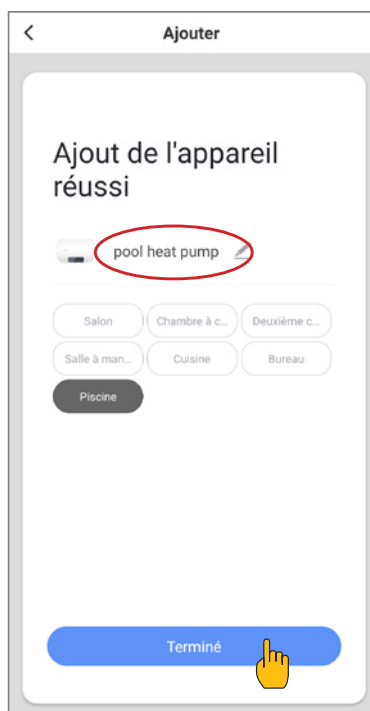 Ajouter
Ajout de l'appareil
réussi
pool heat pump
Salon
Chambre à c...
Deuxième c...
Salle à man...
Cuisine
Bureau
Piscine
Terminé